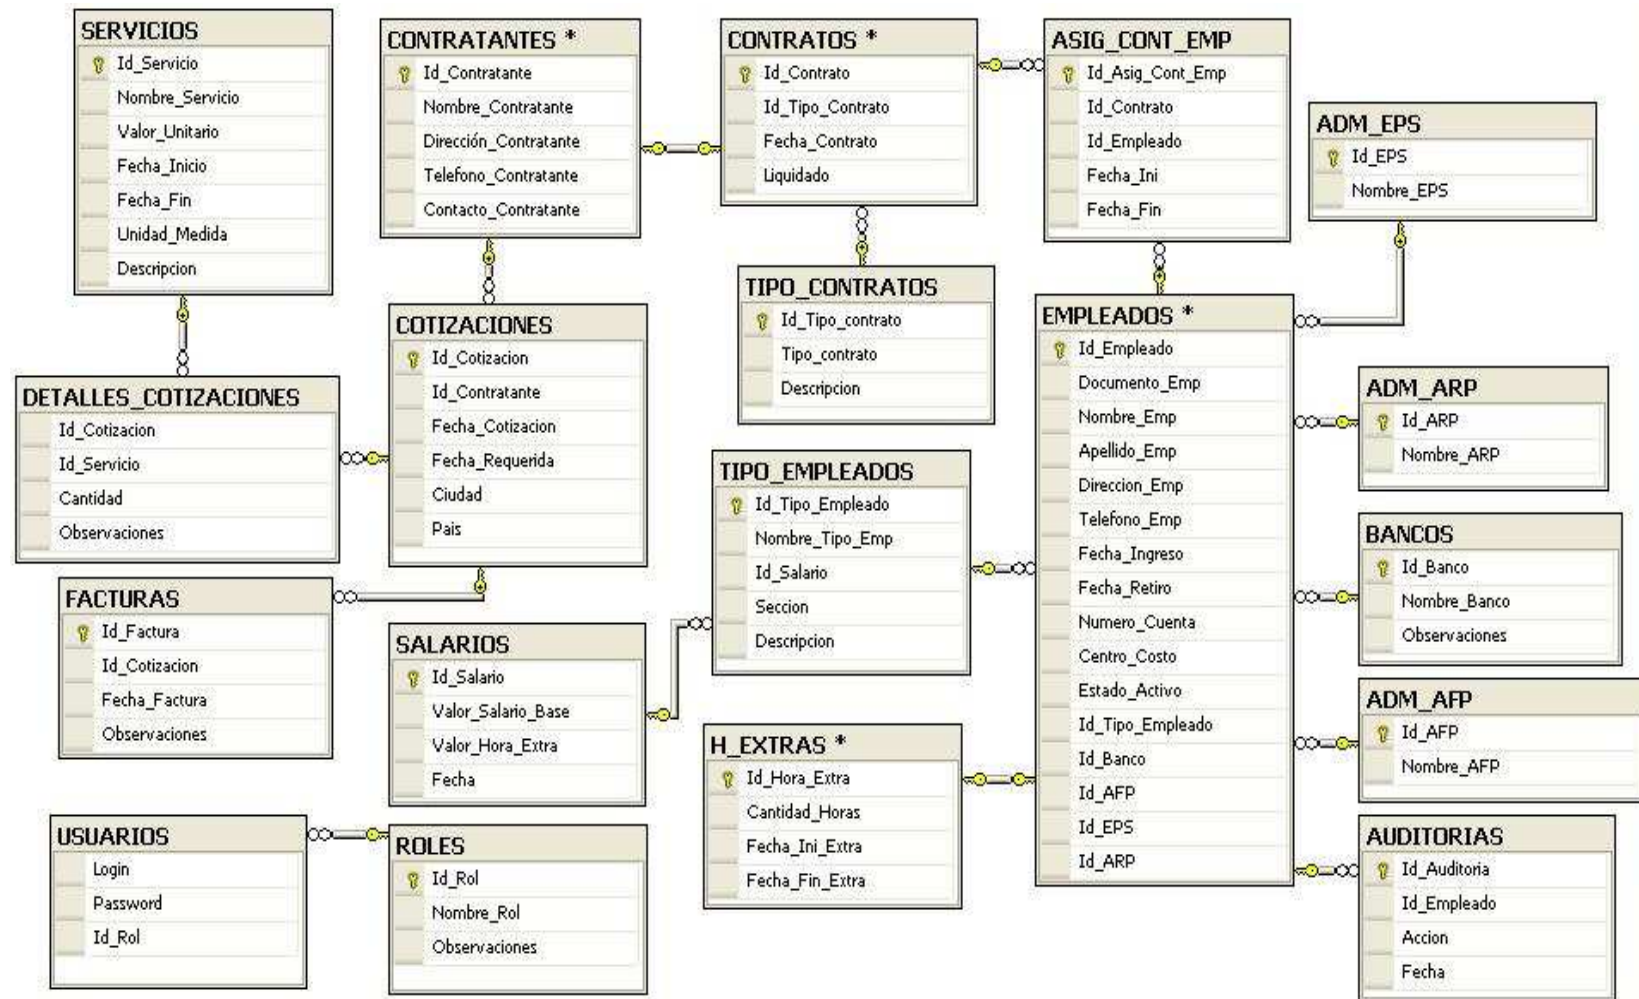 SERVICIOS
Id_Servicio
Nombre_Servicio
Valor_Unitario
Fecha_Inicio
Fecha_Fin
Unidad_Medida
Descripcion
CONTRATANTES *
Id_Contratante
Nombre_Contratante
Dirección_Contratante
Telefono_Contratante
Contacto_Contratante
CONTRATOS *
Id_Contrato
Id_Tipo_Contrato
Fecha_Contrato
Liquidado
ASIG_CONT_EMP
Id_Asig_Cont_Emp
Id_Contrato
Id_Empleado
Fecha_Ini
Fecha_Fin
ADM_EPS
Id_EPS
Nombre_EPS
DETALLES_COTIZACIONES
Id_Cotizacion
Id_Servicio
Cantidad
Observaciones
COTIZACIONES
Id_Cotizacion
Id_Contratante
Fecha_Cotizacion
Fecha_Requerida
Ciudad
Pais
TIPO_CONTRATOS
Id_Tipo_contrato
Tipo_contrato
Descripcion
EMPLEADOS *
Id_Empleado
Documento_Emp
Nombre_Emp
Apellido_Emp
Direccion_Emp
Telefono_Emp
Fecha_Ingreso
Fecha_Retiro
Numero_Cuenta
Centro_Costo
Estado_Activo
Id_Tipo_Empleado
Id_Banco
Id_AFP
Id_EPS
Id_ARP
ADM_ARP
Id_ARP
Nombre_ARP
TIPO_EMPLEADOS
Id_Tipo_Empleado
Nombre_Tipo_Emp
Id_Salario
Seccion
Descripcion
BANCOS
Id_Banco
Nombre_Banco
Observaciones
FACTURAS
Id_Factura
Id_Cotizacion
Fecha_Factura
Observaciones
SALARIOS
Id_Salario
Valor_Salario_Base
Valor_Hora_Extra
Fecha
H_EXTRAS *
Id_Hora_Extra
Cantidad_Horas
Fecha_Ini_Extra
Fecha_Fin_Extra
ADM_AFP
Id_AFP
Nombre_AFP
USUARIOS
Login
Password
Id_Rol
ROLES
Id_Rol
Nombre_Rol
Observaciones
AUDITORIAS
Id_Auditoria
Id_Empleado
Accion
Fecha